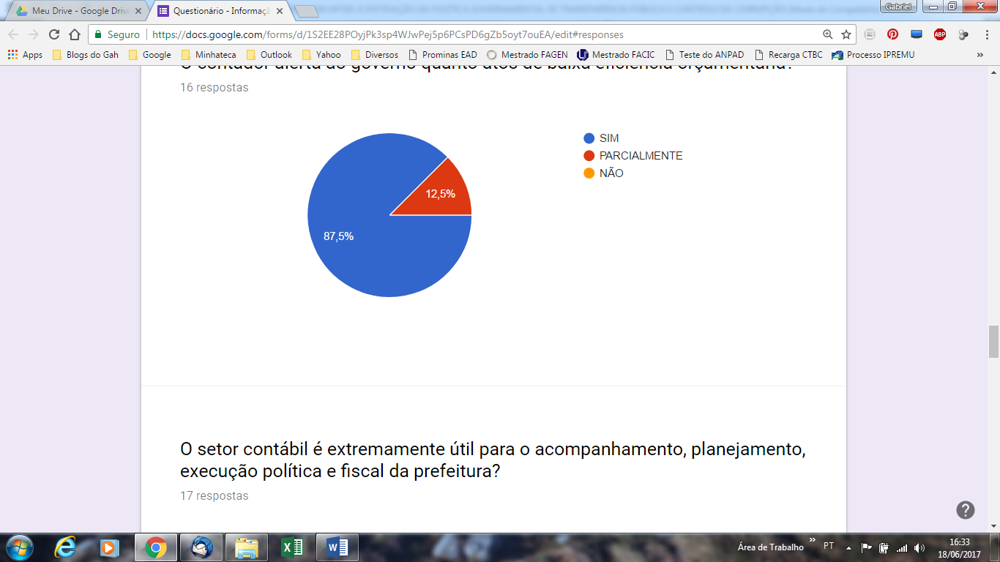 Meu Drive - Google Drive
Questionário - Informaçã
Gabriel
Seguro
https://docs.google.com/forms/d/1S2EE28POyjPk3sp4WJwPej5p6PCsPD6gZb5oyt7ouEA/edit#responses
ABP
Apps Blogs do Gah Google Minhateca Outlook Yahoo Diversos Prominas EAD Mestrado FAGEN Mestrado FACIC Teste do ANPAD Recarga CTBC Processo IPREMU »
O contador alerta ao governo quanto atos de baixa eficiência orçamentária?
16 respostas
SIM
PARCIALMENTE
NÃO
12,5%
87,5%
O setor contábil é extremamente útil para o acompanhamento, planejamento,
execução política e fiscal da prefeitura?
17 respostas
Área de Trabalho » PT 16:33
18/06/2017